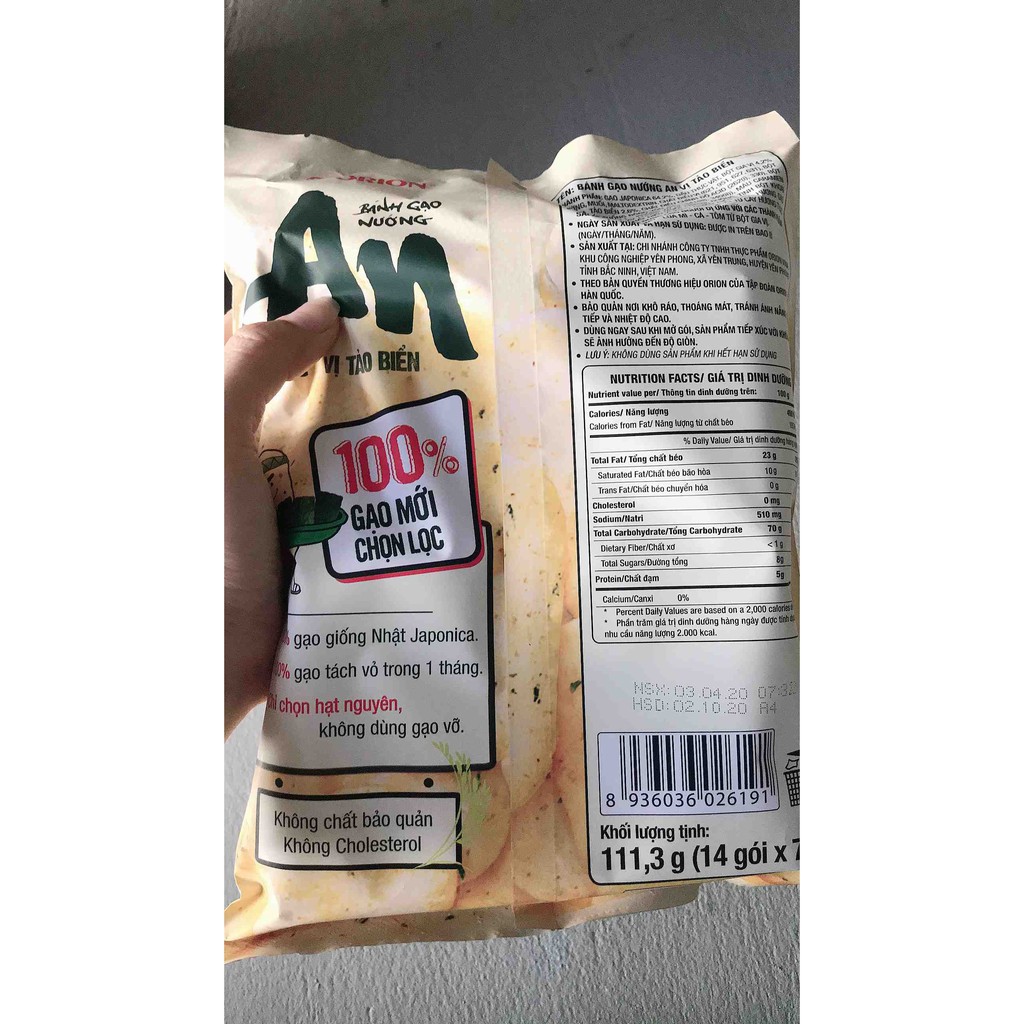 ORION
BÁNH GẠO
NƯỚNG
An
VỊ TẢO BIỂN
100%
GẠO MỚI
CHỌN LỌC
gạo giống Nhật Japonica.
% gạo tách vỏ trong 1 tháng.
chọn hạt nguyên,
không dùng gạo vỡ.
Không chất bảo quản
Không Cholesterol
TÊN: BÁNH GẠO NƯỚNG AN VỊ TẢO BIỂN
GẠO JAPONICA
• NGÀY SẢN XUẤT VÀ HẠN SỬ DỤNG: ĐƯỢC IN TRÊN BAO
(NGÀY/THÁNG/NĂM).
• SẢN XUẤT TẠI: CHI NHÁNH CÔNG TY TNHH THỰC PHẨM ORION
KHU CÔNG NGHIỆP YÊN PHONG, XÃ YÊN TRUNG, HUYỆN YÊN
TỈNH BẮC NINH, VIỆT NAM.
• THEO BẢN QUYỀN THƯƠNG HIỆU ORION CỦA TẬP ĐOÀN
HÀN QUỐC.
• BẢO QUẢN NƠI KHÔ RÁO, THOÁNG MÁT, TRÁNH ÁNH
TIẾP VÀ NHIỆT ĐỘ CAO.
• DÙNG NGAY SAU KHI MỞ GÓI, SẢN PHẨM TIẾP XÚC VỚI
SẼ ẢNH HƯỞNG ĐẾN ĐỘ GIÒN.
• LƯU Ý: KHÔNG DÙNG SẢN PHẨM KHI HẾT HẠN SỬ DỤNG
NUTRITION FACTS/ GIÁ TRỊ DINH DƯỠNG
Nutrient value per/ Thông tin dinh dưỡng trên: 100 g
Calories/ Năng lượng
Calories from Fat/ Năng lượng từ chất béo
% Daily Value/ Giá trị dinh dưỡng
Total Fat/ Tổng chất béo 23 g
Saturated Fat/Chất béo bão hòa 10 g
Trans Fat/Chất béo chuyển hóa 0 g
Cholesterol 0 mg
Sodium/Natri 510 mg
Total Carbohydrate/Tổng Carbohydrate 70 g
Dietary Fiber/Chất xơ < 1 g
Total Sugars/Đường tổng 8g
Protein/Chất đạm 5g
Calcium/Canxi 0%
* Percent Daily Values are based on a 2,000 calories
* Phần trăm giá trị dinh dưỡng hàng ngày được tính
nhu cầu năng lượng 2.000 kcal.
NSX: 03.04.20 07:32
HSD: 02.10.20 A4
8 936036 026191
Khối lượng tịnh:
111,3 g (14 gói x 7